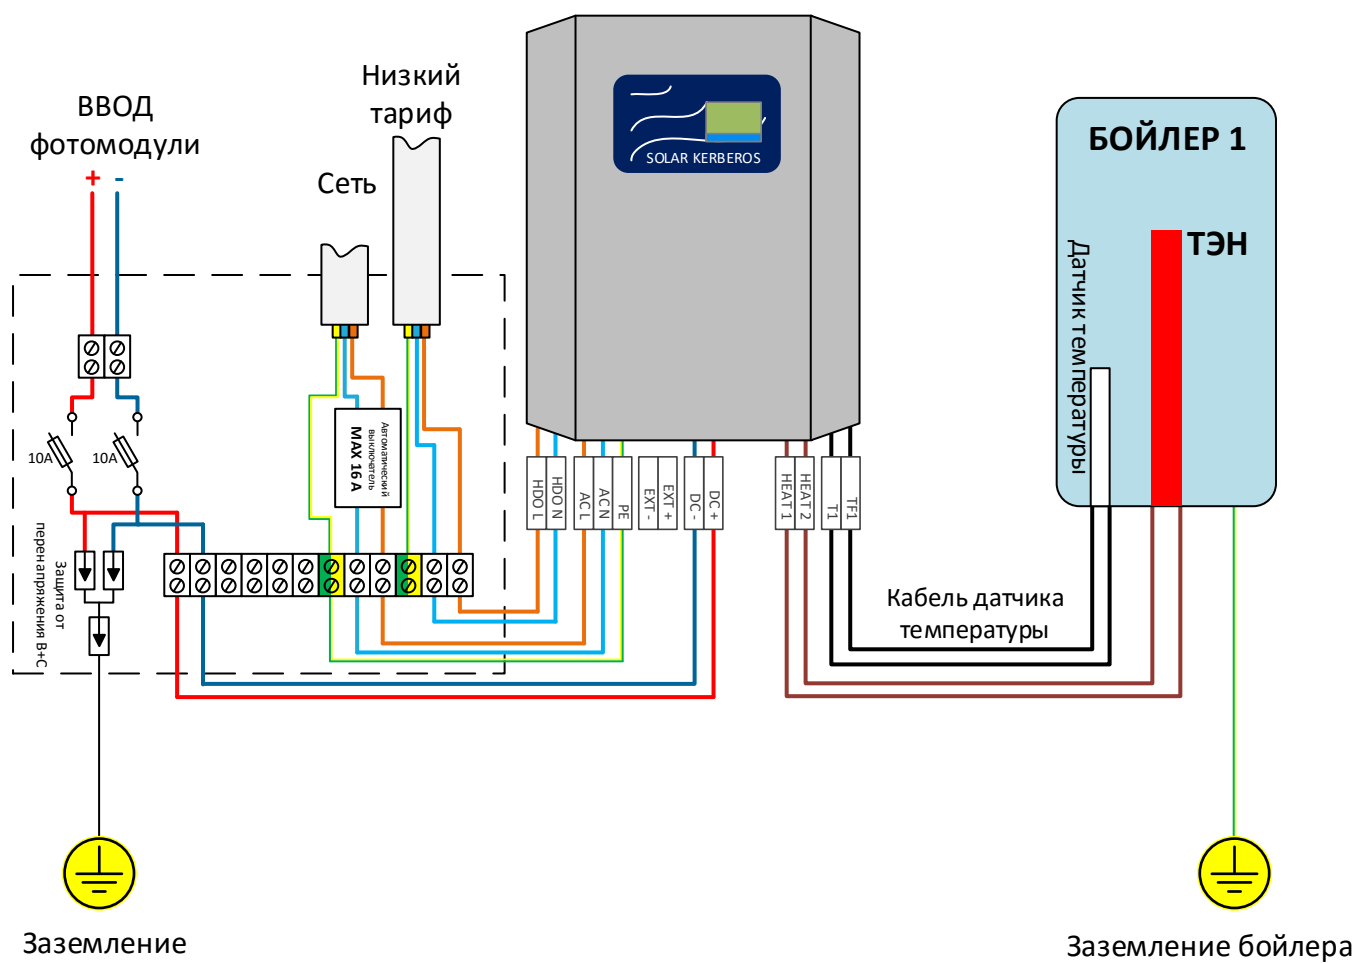 ВВОД
фотомодули
+ -
Низкий
тариф
Сеть
SOLAR KERBEROS
БОЙЛЕР 1
ТЭН
Датчик температуры
10А
10А
Автоматический
выключатель
MAX 16 А
Защита от
перенапряжения В+С
HDO L
HDO N
AC L
AC N
PE
EXT -
EXT +
DC -
DC +
HEAT 1
HEAT 2
T1
TF1
Кабель датчика
температуры
Заземление
Заземление бойлера